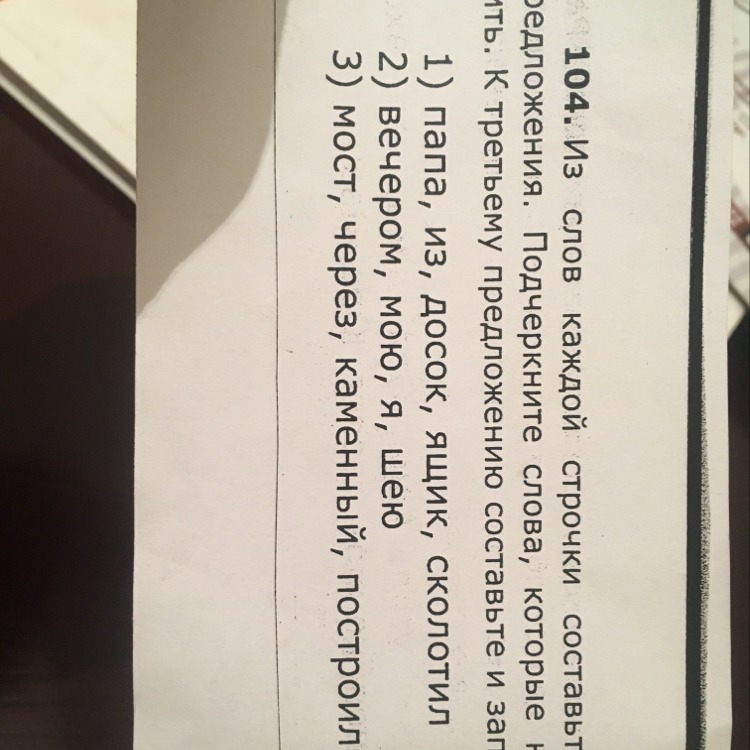 104. Из слов каждой строчки составьт
редложения. Подчеркните слова, которые н
ить. К третьему предложению составьте и зап
1) папа, из, досок, ящик, сколотил
2) вечером, мою, я, шею
3) мост, через, каменный, построил